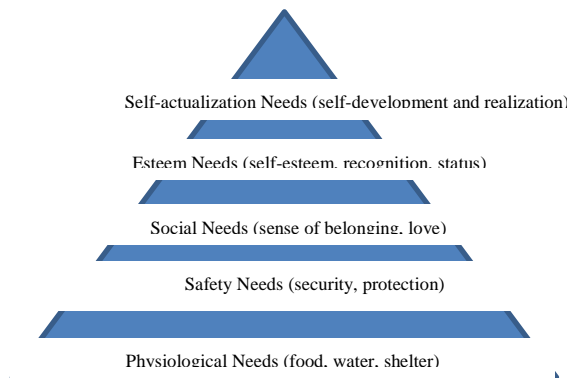 Self-actualization Needs (self-development and realization)
Esteem Needs (self-esteem, recognition, status)
Social Needs (sense of belonging, love)
Safety Needs (security, protection)
Physiological Needs (food, water, shelter)